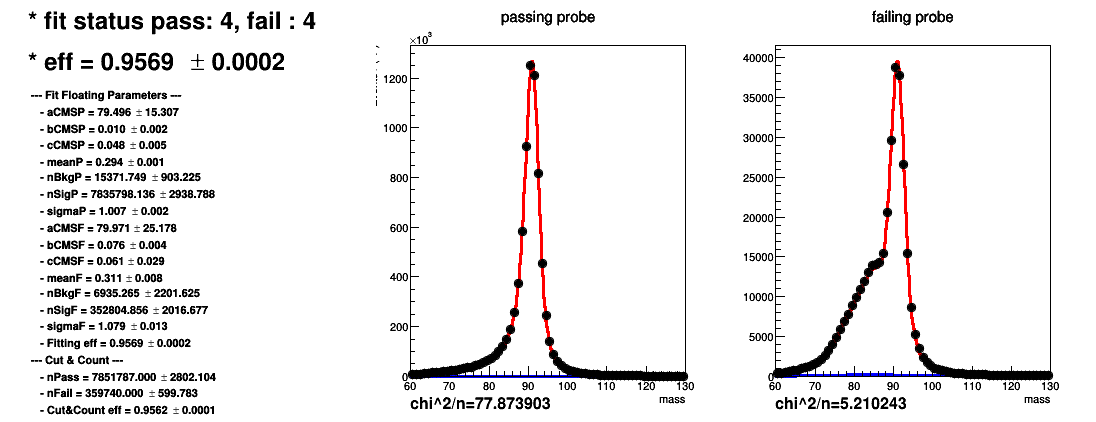 * fit status pass: 4, fail : 4
* eff = 0.9569 ± 0.0002
--- Fit Floating Parameters ---
- aCMSP = 79.496 ± 15.307
- bCMSP = 0.010 ± 0.002
- cCMSP = 0.048 ± 0.005
- meanP = 0.294 ± 0.001
- nBkgP = 15371.749 ± 903.225
- nSigP = 7835798.136 ± 2938.788
- sigmaP = 1.007 ± 0.002
- aCMSF = 79.971 ± 25.178
- bCMSF = 0.076 ± 0.004
- cCMSF = 0.061 ± 0.029
- meanF = 0.311 ± 0.008
- nBkgF = 6935.265 ± 2201.625
- nSigF = 352804.856 ± 2016.677
- sigmaF = 1.079 ± 0.013
- Fitting eff = 0.9569 ± 0.0002
--- Cut & Count ---
- nPass = 7851787.000 ± 2802.104
- nFail = 359740.000 ± 599.783
- Cut&Count eff = 0.9562 ± 0.0001
passing probe
×10³
1200
1000
800
600
400
200
0
60 70 80 90 100 110 120 130
mass
chi^2/n=77.873903
failing probe
40000
35000
30000
25000
20000
15000
10000
5000
0
60 70 80 90 100 110 120 130
mass
chi^2/n=5.210243